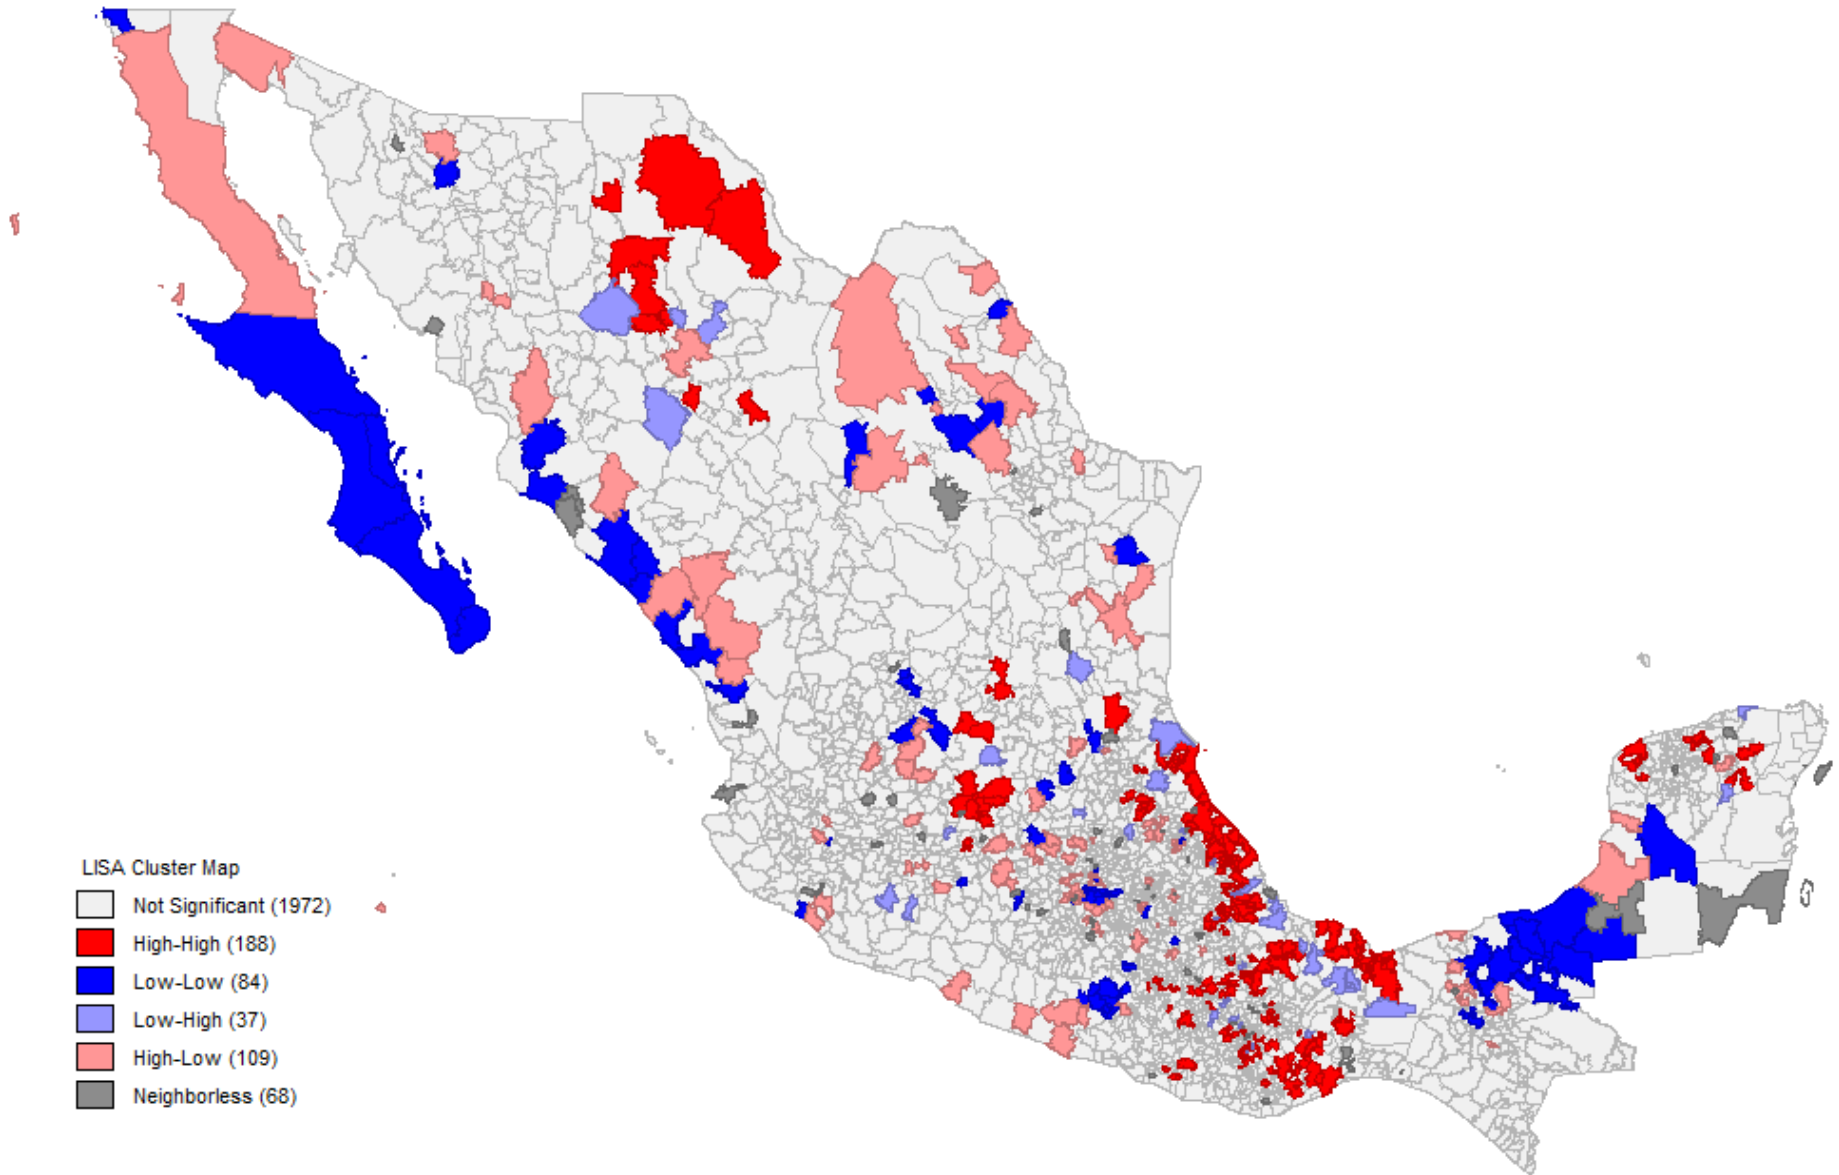 LISA Cluster Map
Not Significant (1972)
High-High (188)
Low-Low (84)
Low-High (37)
High-Low (109)
Neighborless (68)